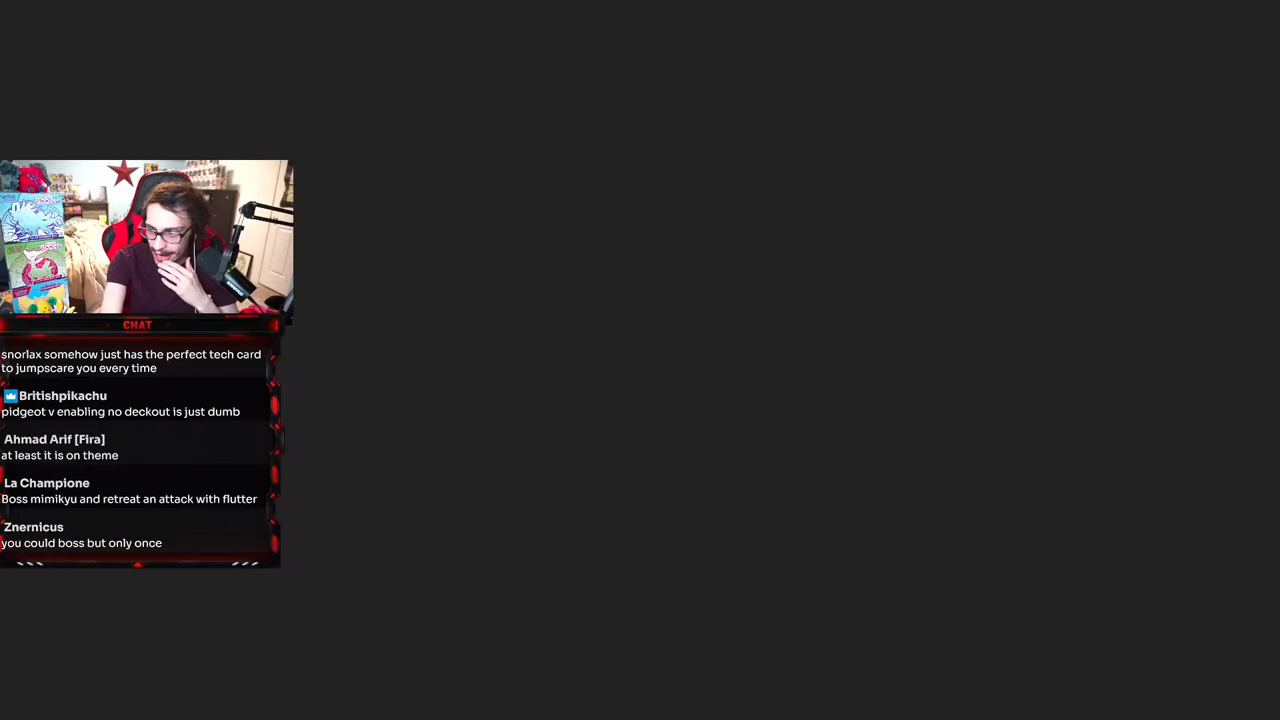 CHAT
snorlax somehow just has the perfect tech card
to jumpscare you every time
Britishpikachu
pidgeot v enabling no deckout is just dumb
Ahmad Arif [Fira]
at least it is on theme
La Champione
Boss mimikyu and retreat an attack with flutter
Znernicus
you could boss but only once